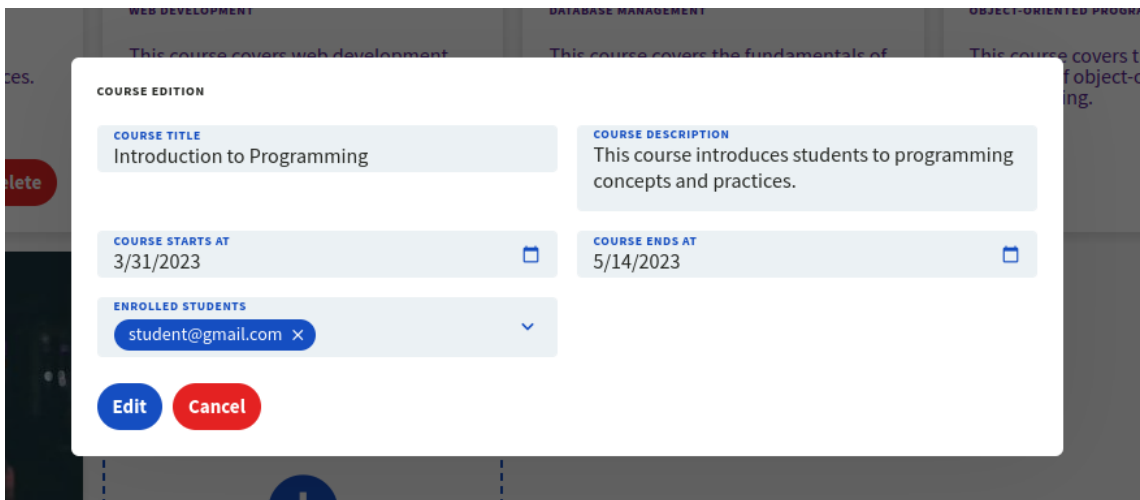 WEB DEVELOPMENT
DATABASE MANAGEMENT
OBJECT-ORIENTED
This course covers web development
This course covers the fundamentals of
This course covers
ces.
of object-
ing.
elete
COURSE EDITION
COURSE TITLE
Introduction to Programming
COURSE DESCRIPTION
This course introduces students to programming
concepts and practices.
COURSE STARTS AT
3/31/2023
COURSE ENDS AT
5/14/2023
ENROLLED STUDENTS
student@gmail.com ×
Edit
Cancel